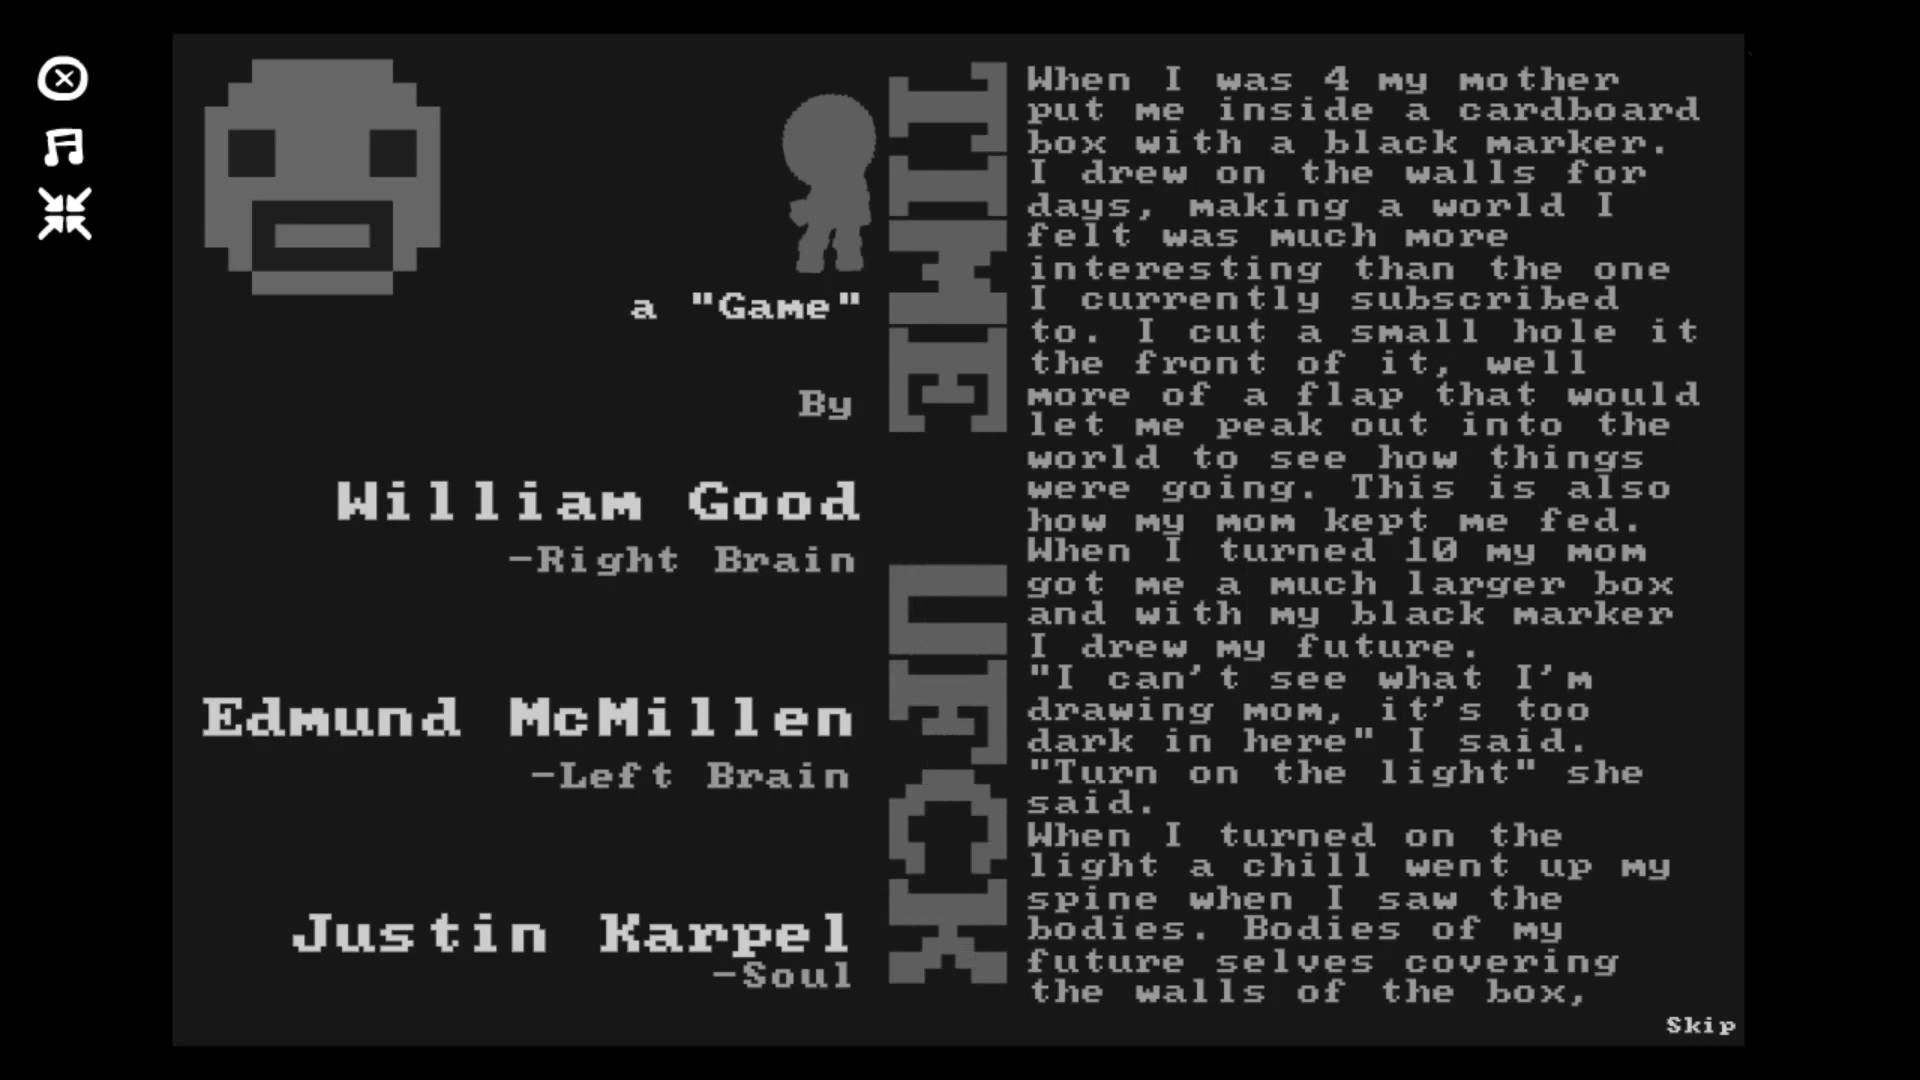 a "Game"
By
William Good
-Right Brain
Edmund McMillen
-Left Brain
Justin Karpel
-Soul
TIME UFCK
When I was 4 my mother
put me inside a cardboard
box with a black marker.
I drew on the walls for
days, making a world I
felt was much more
interesting than the one
I currently subscribed
to. I cut a small hole it
the front of it, well
more of a flap that would
let me peak out into the
world to see how things
were going. This is also
how my mom kept me fed.
When I turned 10 my mom
got me a much larger box
and with my black marker
I drew my future.
"I can't see what I'm
drawing mom, it's too
dark in here" I said.
"Turn on the light" she
said.
When I turned on the
light a chill went up my
spine when I saw the
bodies. Bodies of my
future selves covering
the walls of the box,
Skip